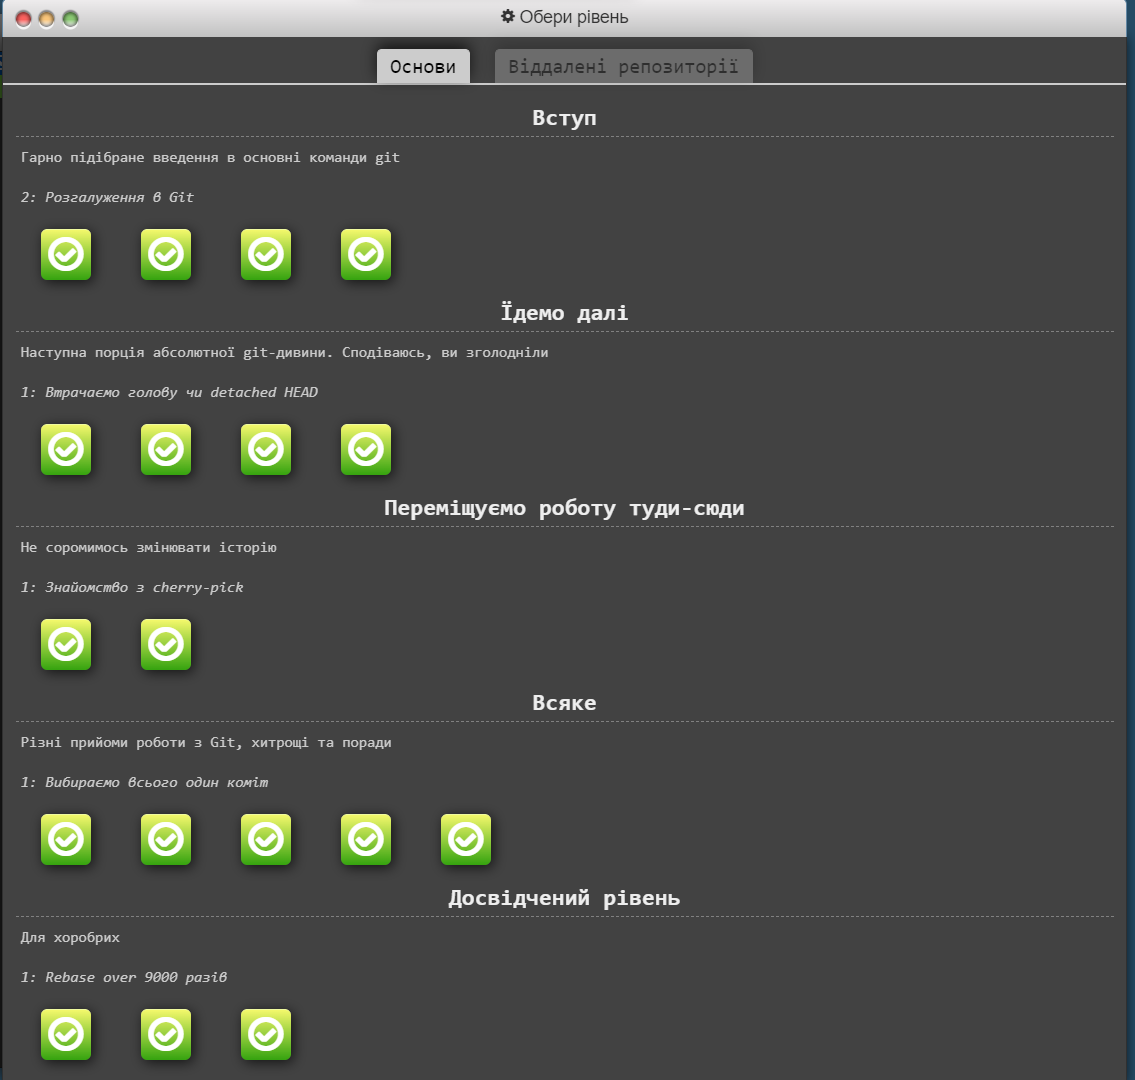 Обери рівень
Основи
Віддалені репозиторії
Вступ
Гарно підібране введення в основні команди git
2: Розгалуження в Git
Їдемо далі
Наступна порція абсолютної git-дивини. Сподіваюсь, ви зголодніли
1: Втрачаємо голову чи detached HEAD
Переміщуємо роботу туди-сюди
Не соромимось змінювати історію
1: Знайомство з cherry-pick
Всяке
Різні прийоми роботи з Git, хитрощі та поради
1: Вибираємо всього один коміт
Досвідчений рівень
Для хоробрих
1: Rebase over 9000 разів